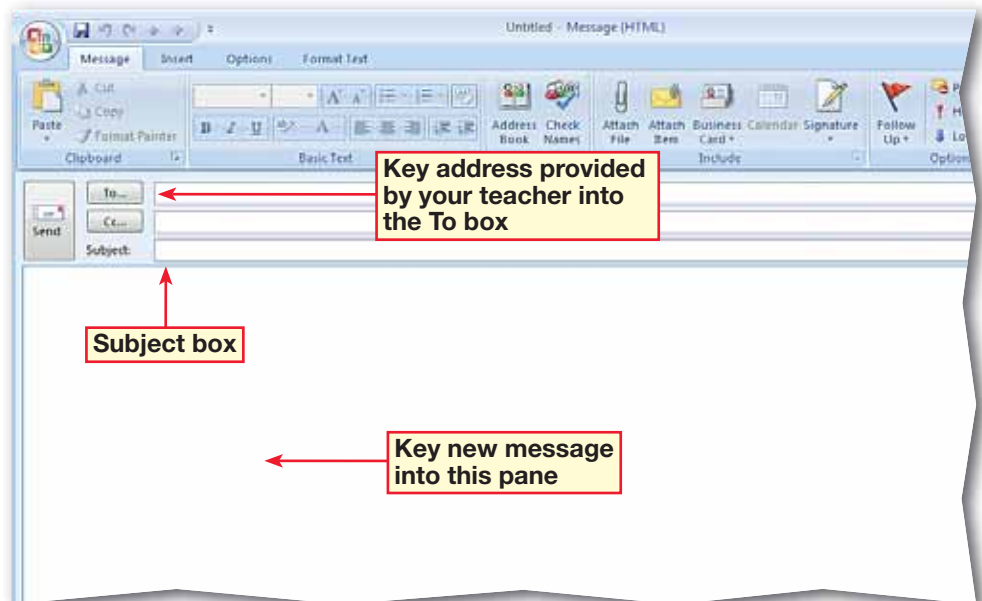 Untitled - Message (HTML)
Message Insert Options Format Text
Cut
Copy
Paste
Format Painter
B I U A
Address Book
Check Names
Attach File
Attach Item
Business Card
Calendar
Signature
Follow Up
Clipboard Basic Text Include
Key address provided
by your teacher into
the To box
To...
Cc...
Send
Subject:
Subject box
Key new message
into this pane